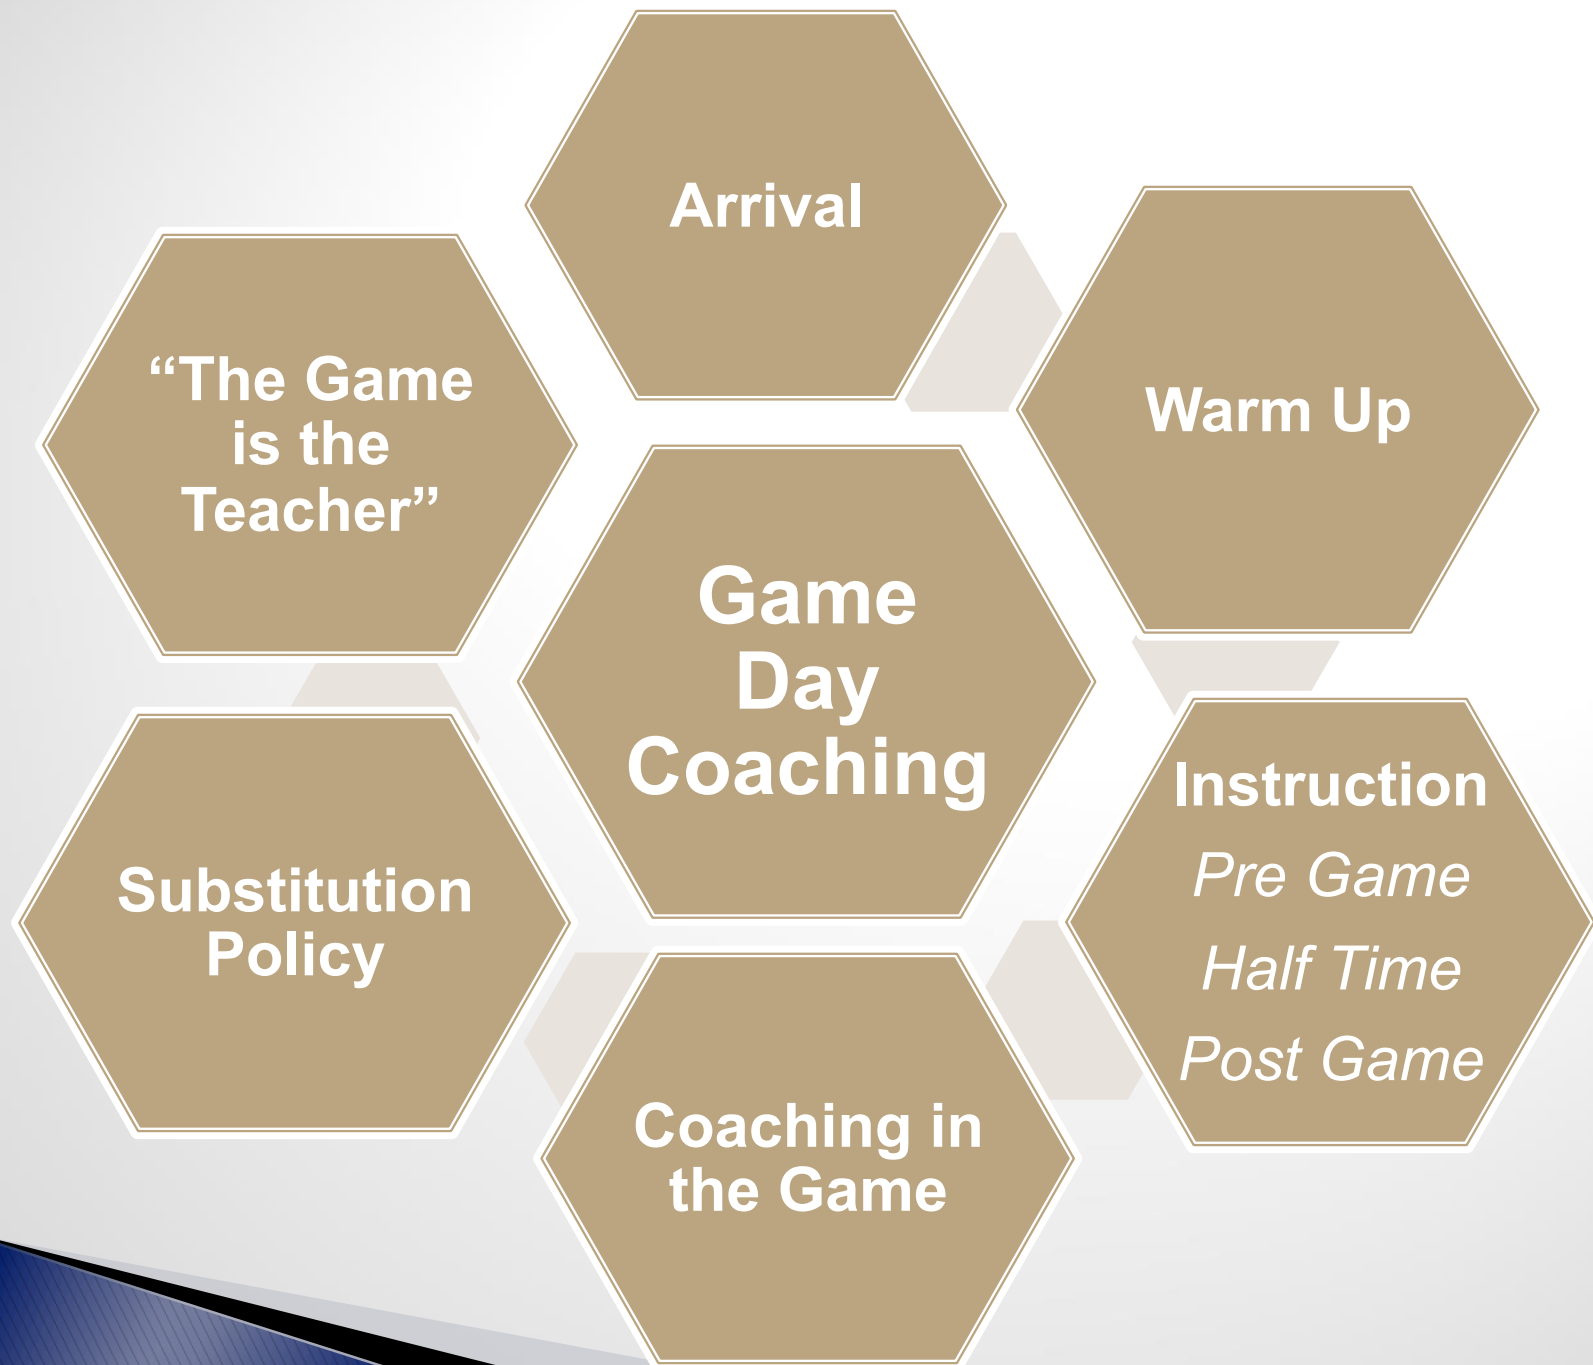 Arrival
Warm Up
“The Game
is the
Teacher”
Game
Day
Coaching
Instruction
Pre Game
Half Time
Post Game
Substitution
Policy
Coaching in
the Game